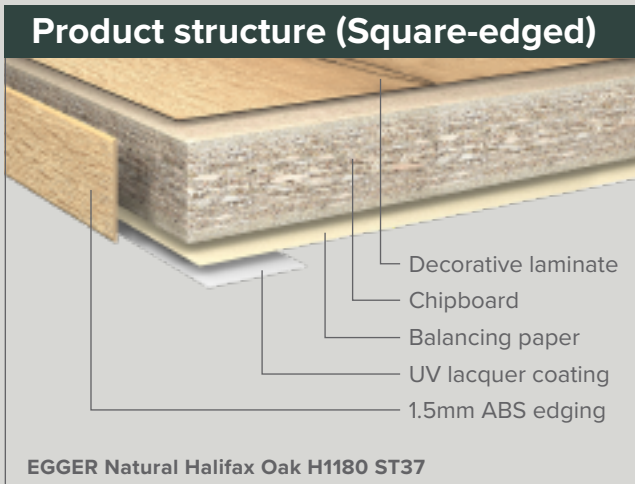 Product structure (Square-edged)
Decorative laminate
Chipboard
Balancing paper
UV lacquer coating
1.5mm ABS edging
EGGER Natural Halifax Oak H1180 ST37